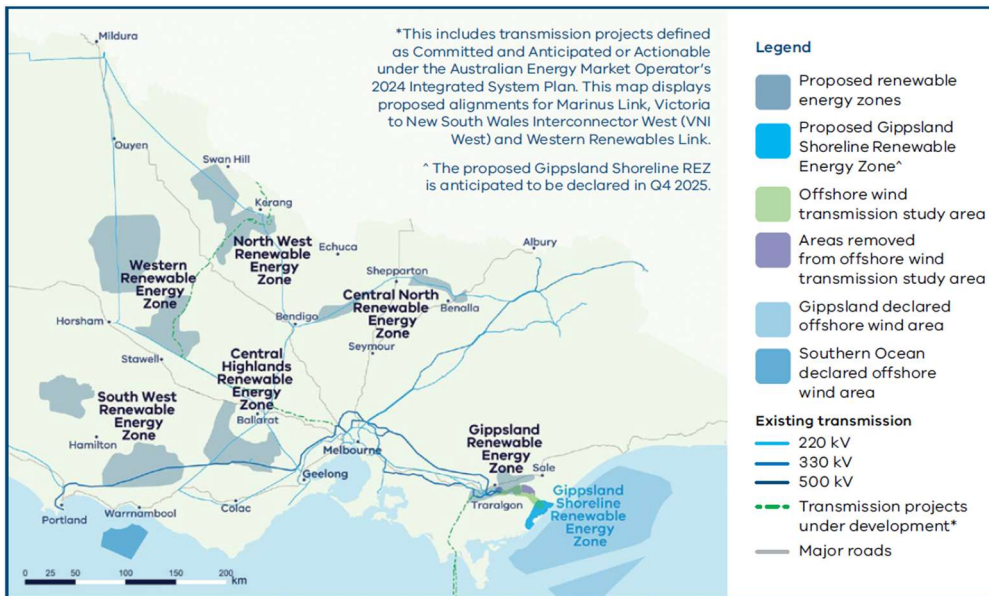 Mildura
*This includes transmission projects defined
as Committed and Anticipated or Actionable
under the Australian Energy Market Operator's
2024 Integrated System Plan. This map displays
proposed alignments for Marinus Link, Victoria
to New South Wales Interconnector West (VNI
West) and Western Renewables Link.
^ The proposed Gippsland Shoreline REZ
is anticipated to be declared in Q4 2025.
Ouyen
Swan Hill
Kerang
North West
Renewable
Energy
Zone
Echuca
Albury
Shepparton
Western
Renewable
Energy
Zone
Central North
Renewable
Energy
Zone
Benalla
Horsham
Bendigo
Seymour
Stawell
Central
Highlands
Renewable
Energy
Zone
Ballarat
South West
Renewable
Energy
Zone
Hamilton
Melbourne
Gippsland
Renewable
Energy
Zone
Sale
Geelong
Traralgon
Gippsland
Shoreline
Renewable
Energy
Zone
Portland
Warrnambool
Colac
0 50 100 150 200
km
Legend
Proposed renewable
energy zones
Proposed Gippsland
Shoreline Renewable
Energy Zone^
Offshore wind
transmission study area
Areas removed
from offshore wind
transmission study area
Gippsland declared
offshore wind area
Southern Ocean
declared offshore
wind area
Existing transmission
220 kV
330 kV
500 kV
Transmission projects
under development*
Major roads